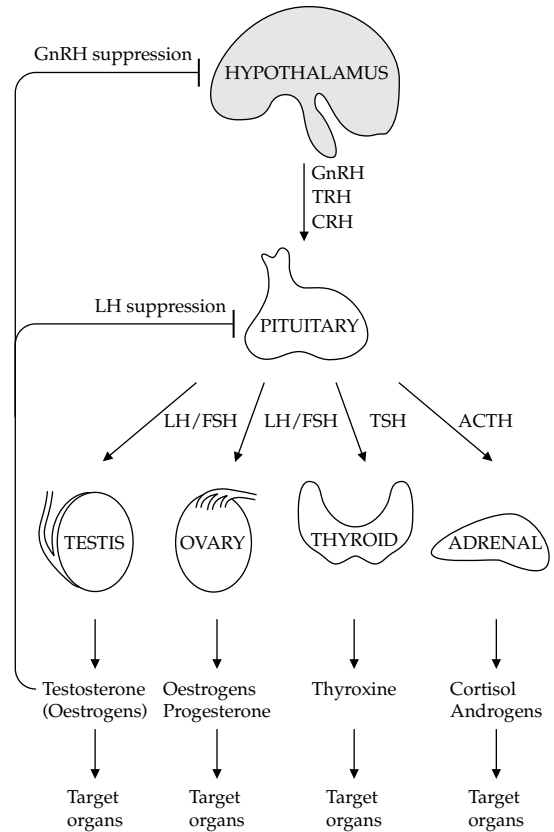 GnRH suppression
HYPOTHALAMUS
GnRH
TRH
CRH
LH suppression
PITUITARY
LH/FSH
LH/FSH
TSH
ACTH
TESTIS
OVARY
THYROID
ADRENAL
Testosterone
(Oestrogens)
Oestrogens
Progesterone
Thyroxine
Cortisol
Androgens
Target
organs
Target
organs
Target
organs
Target
organs